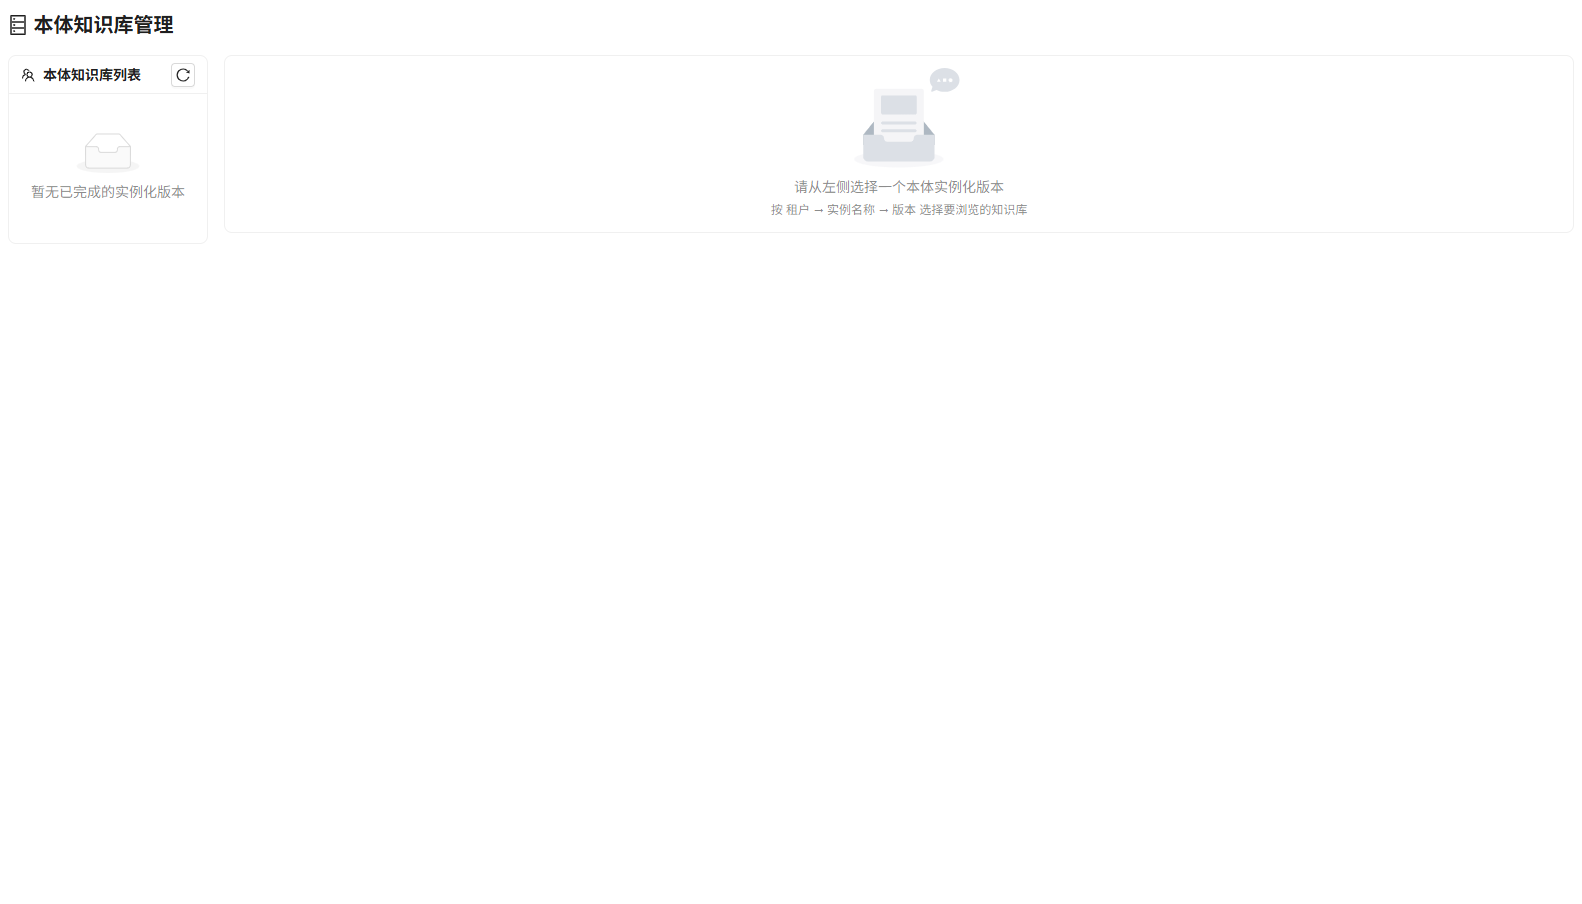 本体知识库管理
本体知识库列表
暂无已完成的实例化版本
请从左侧选择一个本体实例化版本
按 租户 → 实例名称 → 版本 选择要浏览的知识库